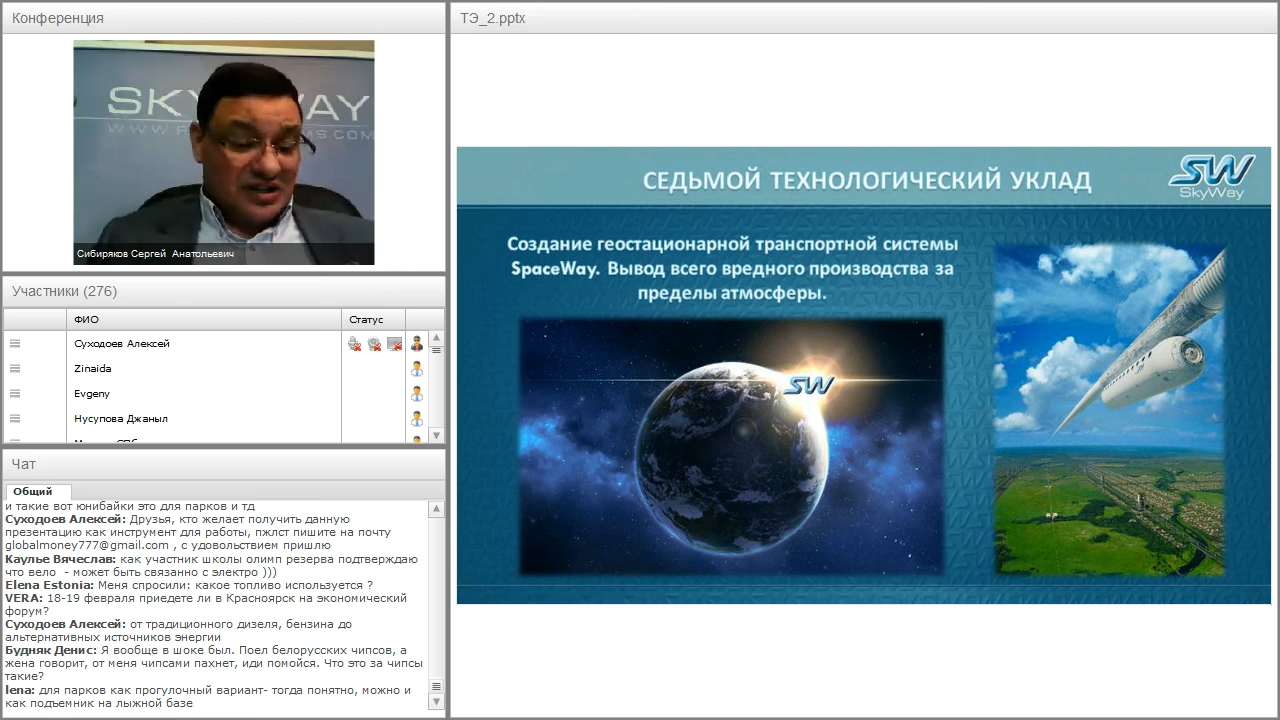 Конференция
SKYWAY
Сибиряков Сергей Анатольевич
Участники (276)
ФИО
Статус
Суходоев Алексей
Zinaida
Evgeny
Нусупова Джаныл
Чат
Общий
и такие вот юнибайки это для парков и тд
Суходоев Алексей: Друзья, кто желает получить данную
презентацию как инструмент для работы, пжлст пишите на почту
globalmoney777@gmail.com , с удовольствием пришлю
Каулье Вячеслав: как участник школы олимп резерва подтверждаю
что вело - может быть связанно с электро )))
Elena Estonia: Меня спросили: какое топливо используется ?
VERA: 18-19 февраля приедете ли в Красноярск на экономический
форум?
Суходоев Алексей: от традиционного дизеля, бензина до
альтернативных источников энергии
Будняк Денис: Я вообще в шоке был. Поел белорусских чипсов, а
жена говорит, от меня чипсами пахнет, иди помойся. Что это за чипсы
такие?
lena: для парков как прогулочный вариант- тогда понятно, можно и
как подъемник на лыжной базе
ТЭ_2.pptx
СЕДЬМОЙ ТЕХНОЛОГИЧЕСКИЙ УКЛАД
SW
SkyWay
Создание геостационарной транспортной системы
SpaceWay. Вывод всего вредного производства за
пределы атмосферы.
SW